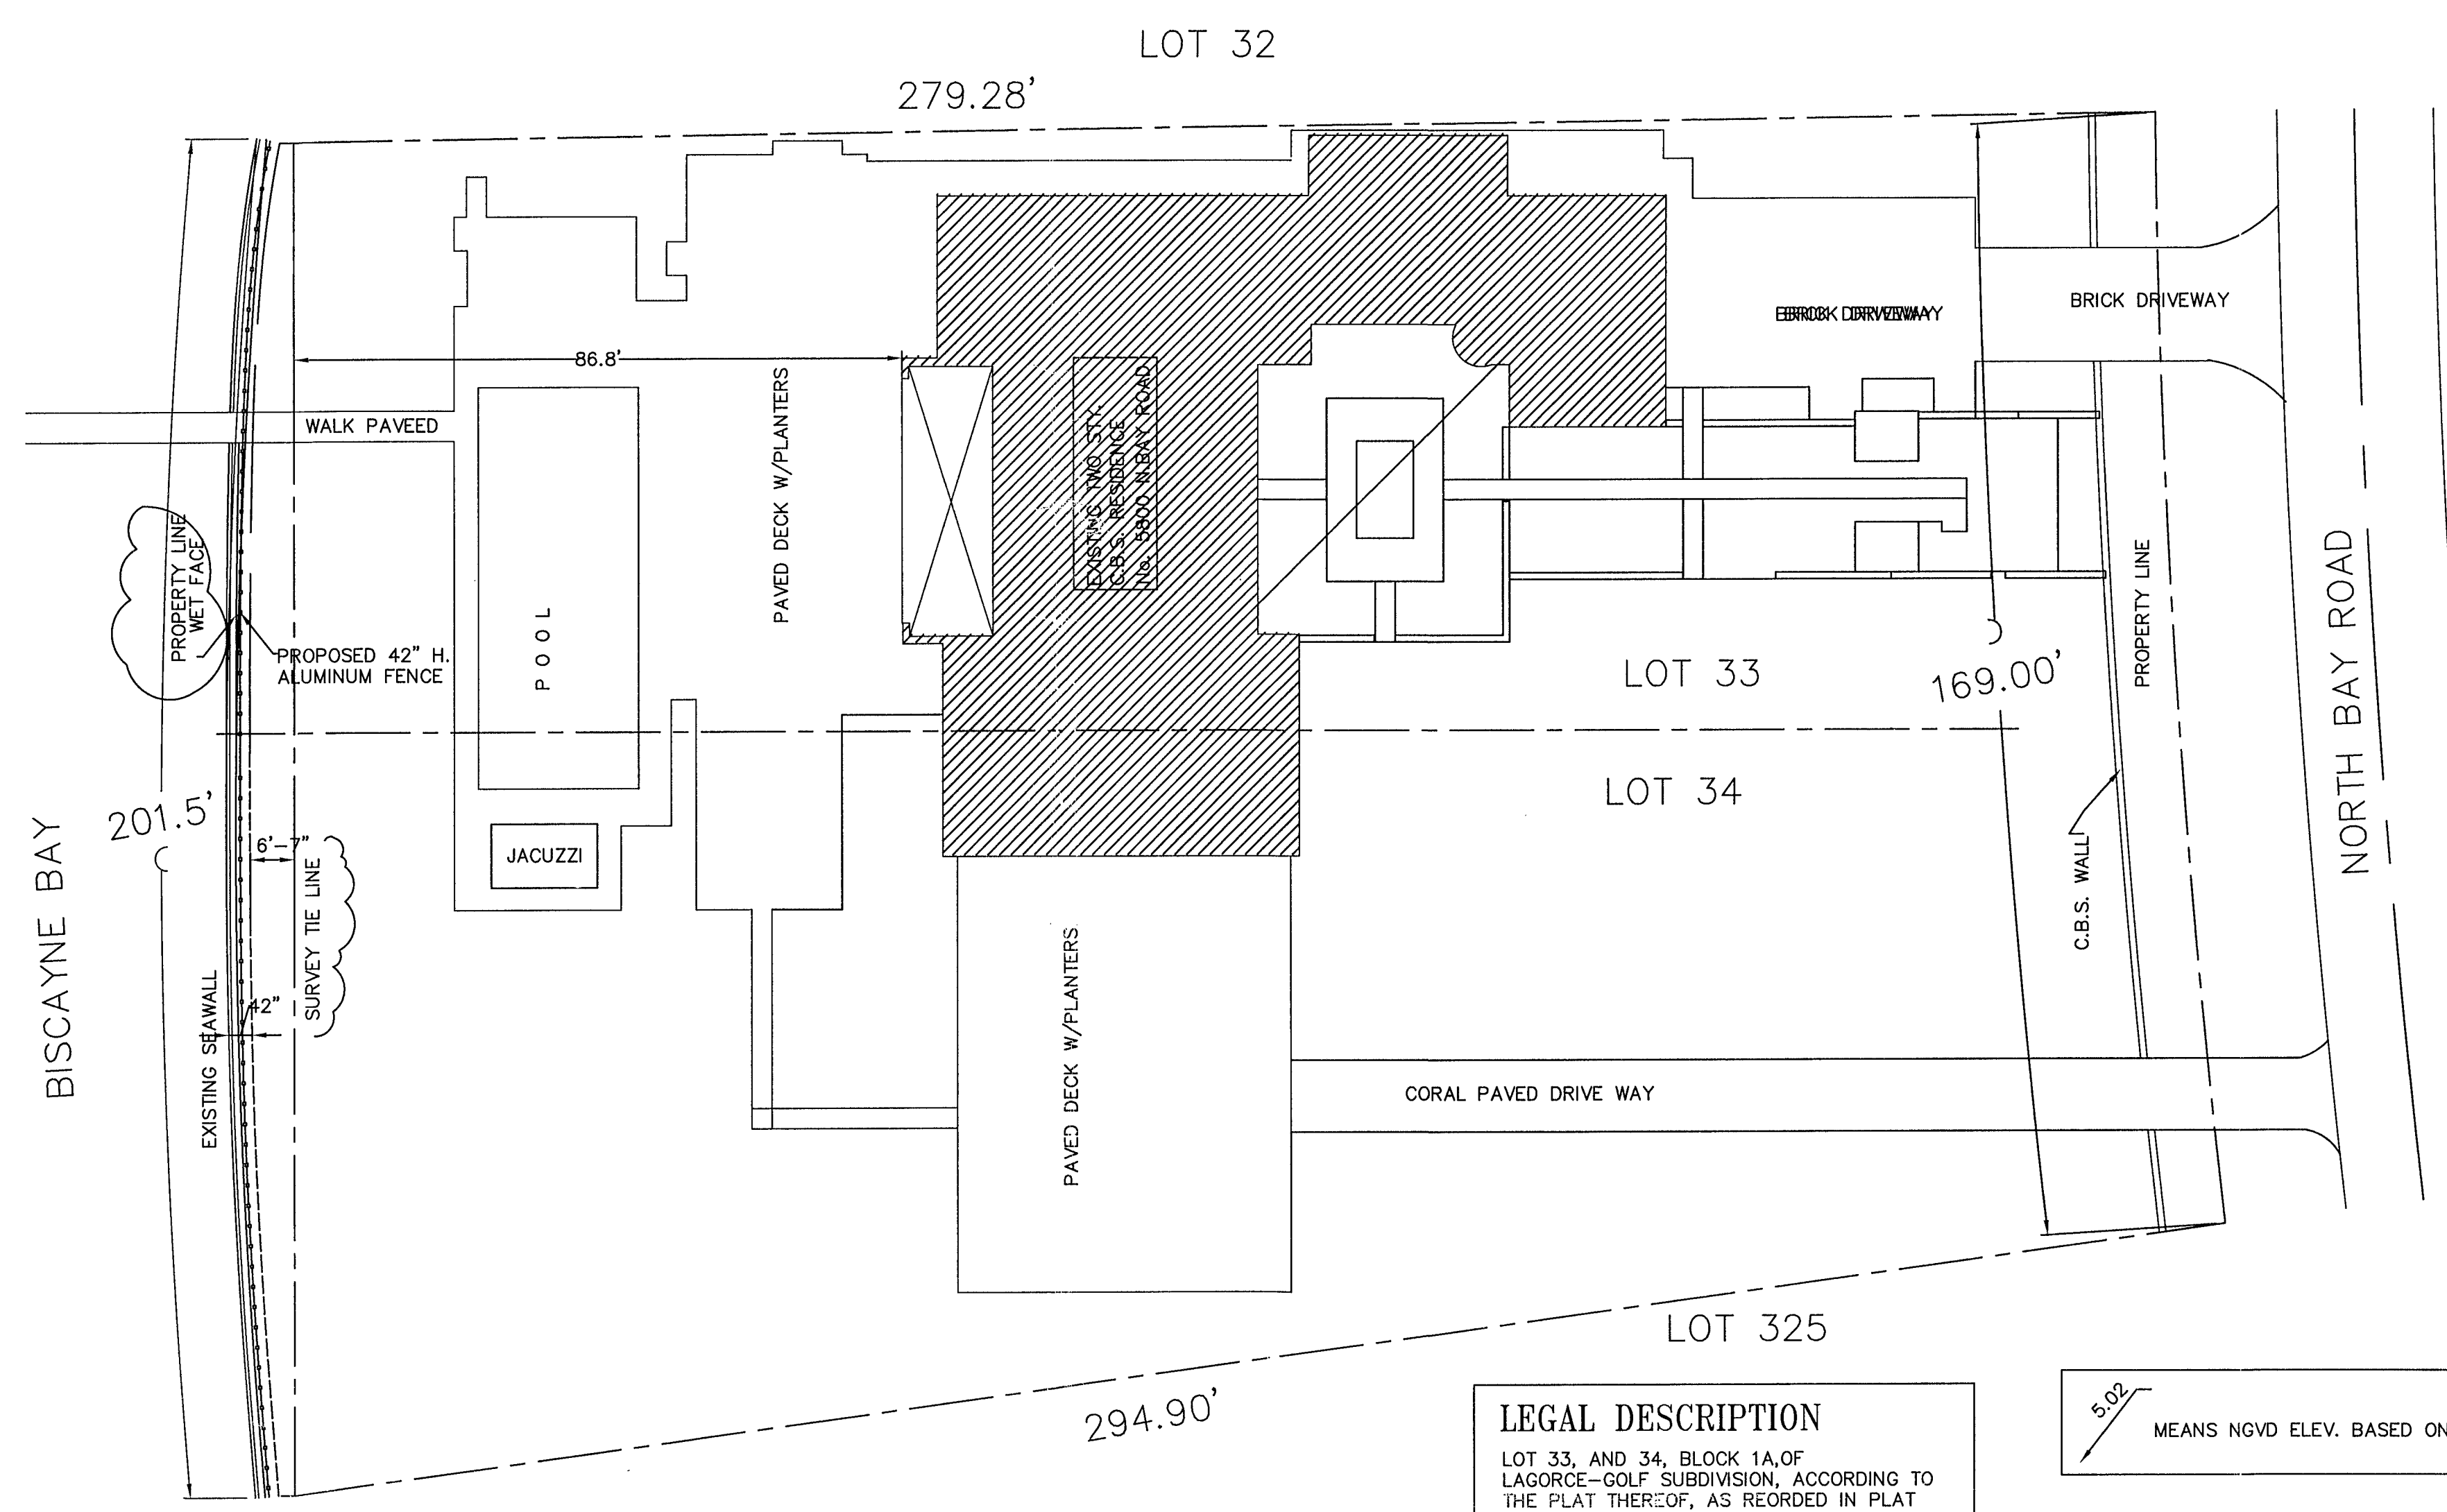 LOT 32
279.28'
BRICK DRIVEWAY
BRICK DRIVEWAY
86.8'
WALK PAVEED
PAVED DECK W/PLANTERS
EXISTING TWO STY.
C.B.S. RESIDENCE
No. 5800 N.BAY ROAD
PROPERTY LINE
WET FACE
PROPOSED 42" H.
ALUMINUM FENCE
POOL
LOT 33
169.00'
PROPERTY LINE
NORTH BAY ROAD
LOT 34
BISCAYNE BAY
201.5'
6'-7"
JACUZZI
SURVEY TIE LINE
C.B.S. WALL
EXISTING SEAWALL
42"
PAVED DECK W/PLANTERS
CORAL PAVED DRIVE WAY
LOT 325
294.90'
LEGAL DESCRIPTION
LOT 33, AND 34, BLOCK 1A,OF
LAGORCE-GOLF SUBDIVISION, ACCORDING TO
THE PLAT THEREOF, AS REORDED IN PLAT
5.02
MEANS NGVD ELEV. BASED ON